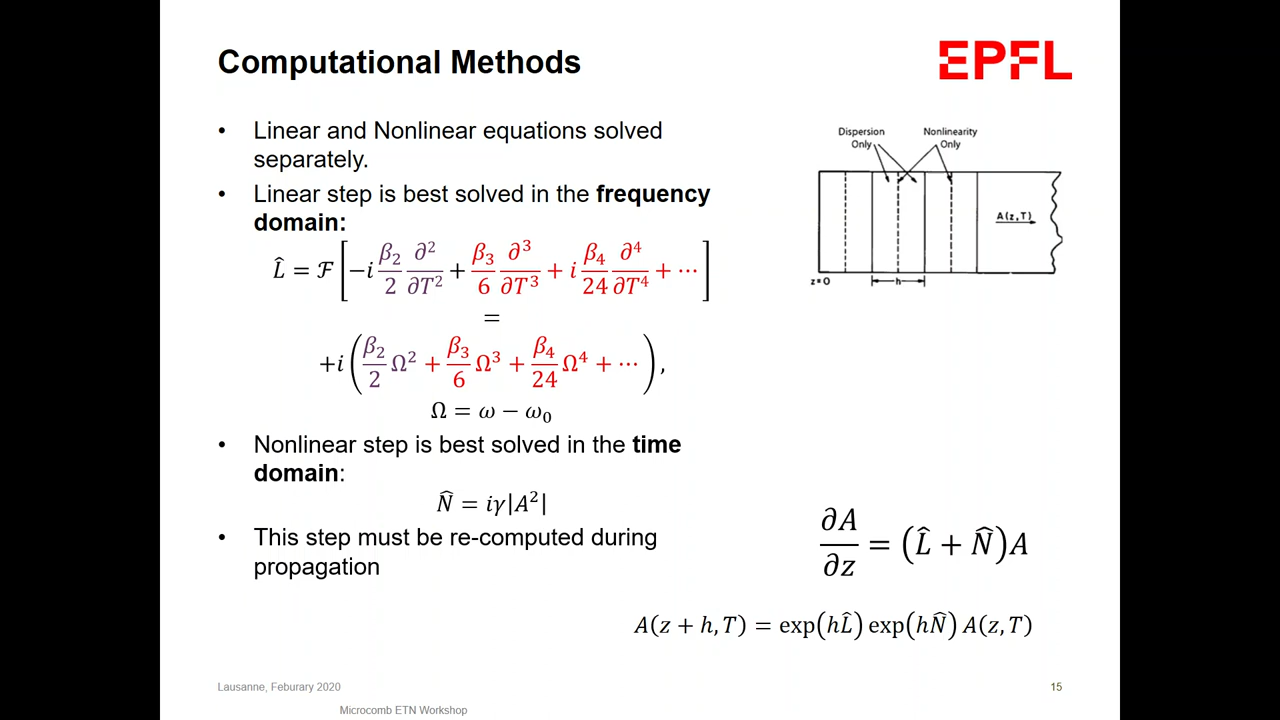 Computational Methods
EPFL
• Linear and Nonlinear equations solved
separately.
• Linear step is best solved in the frequency
domain:
L̂ = ℱ[−i β₂/2 ∂²/∂T² + β₃/6 ∂³/∂T³ + i β₄/24 ∂⁴/∂T⁴ + ⋯]
=
+i(β₂/2 Ω² + β₃/6 Ω³ + β₄/24 Ω⁴ + ⋯),
Ω = ω − ω₀
• Nonlinear step is best solved in the time
domain:
N̂ = iγ|A²|
• This step must be re-computed during
propagation
Dispersion
Only
Nonlinearity
Only
A(z,T)
z=0
h
∂A/∂z = (L̂ + N̂)A
A(z + h, T) = exp(hL̂) exp(hN̂) A(z, T)
Lausanne, Feburary 2020
15
Microcomb ETN Workshop